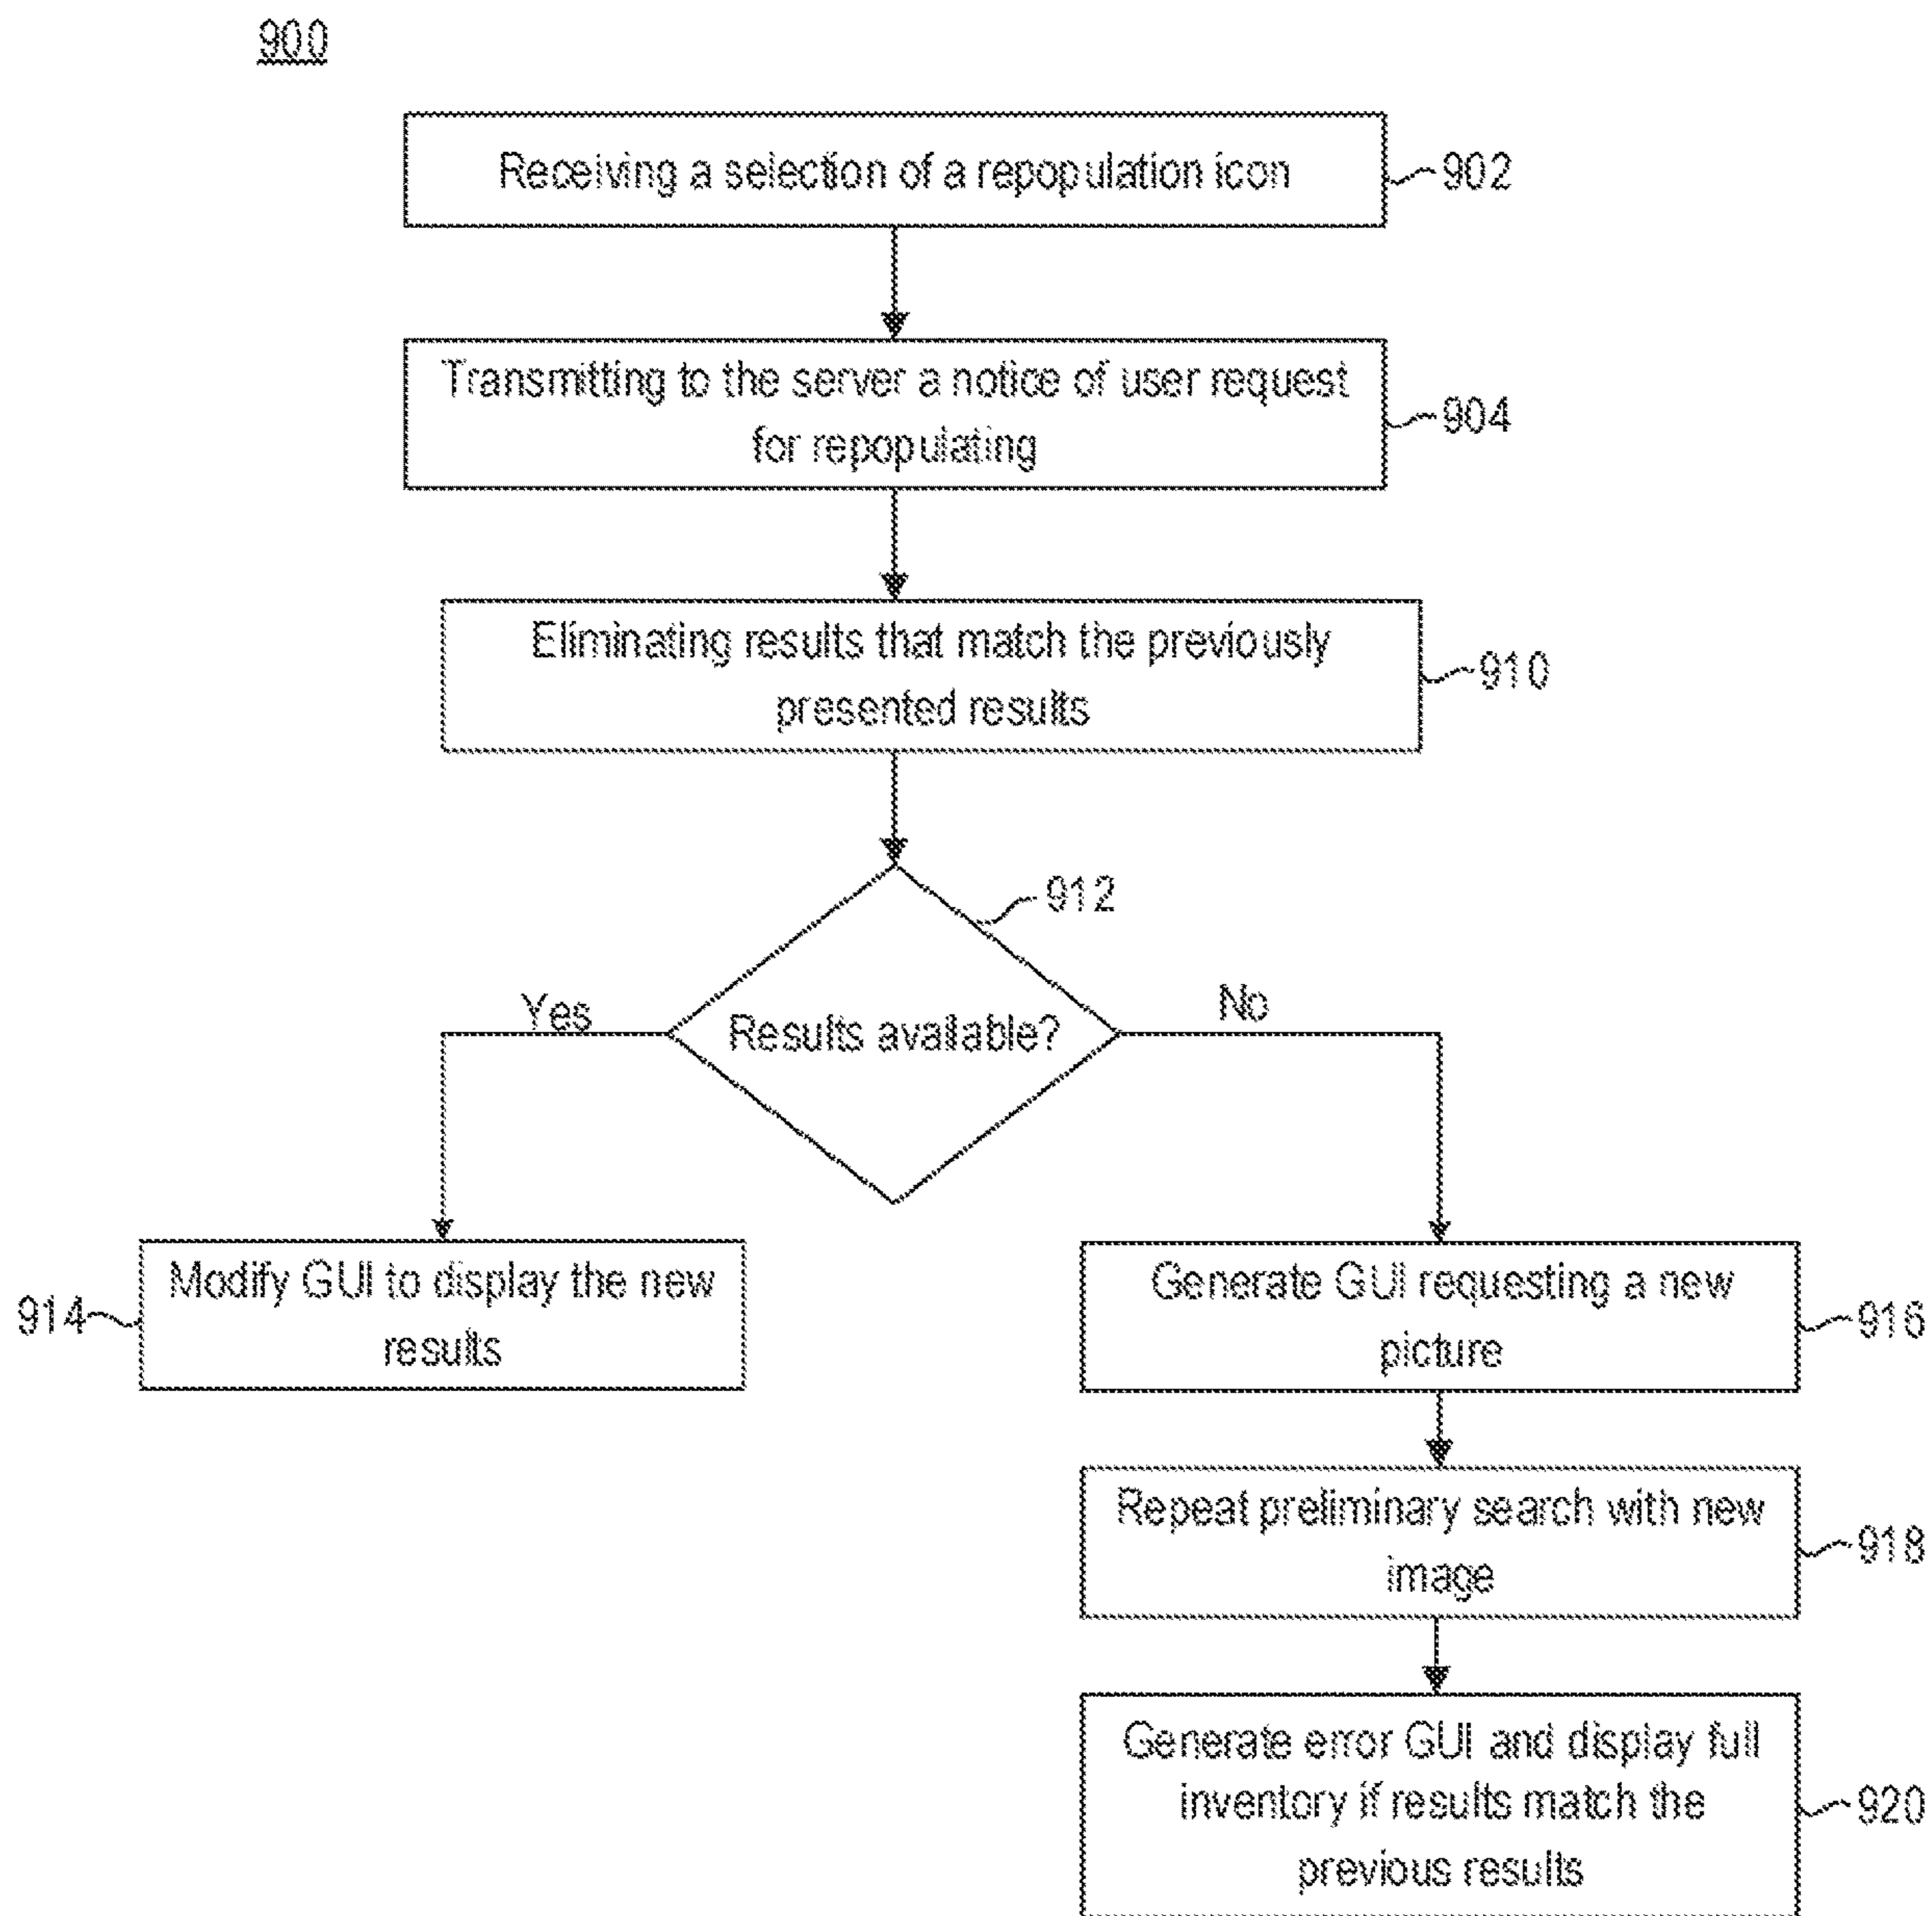 900
Receiving a selection of a repopulation icon
902
Transmitting to the server a notice of user request
for repopulating
904
Eliminating results that match the previously
presented results
910
912
Results available?
Yes
No
914
Modify GUI to display the new
results
Generate GUI requesting a new
picture
916
Repeat preliminary search with new
image
918
Generate error GUI and display full
inventory if results match the
previous results
920